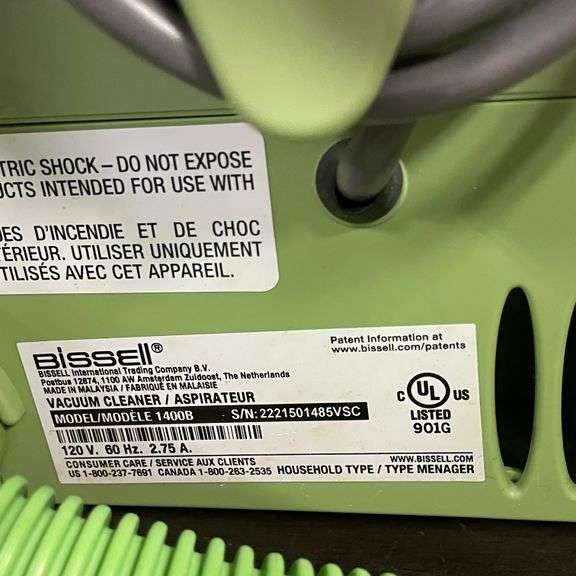 TRIC SHOCK – DO NOT EXPOSE
UCTS INTENDED FOR USE WITH
ES D'INCENDIE ET DE CHOC
TÉRIEUR. UTILISER UNIQUEMENT
TILISÉS AVEC CET APPAREIL.
BISSELL®
Patent Information at
www.bissell.com/patents
BISSELL International Trading Company B.V.
Postbus 12874, 1100 AW Amsterdam Zuidoost, The Netherlands
MADE IN MALAYSIA / FABRIQUÉ EN MALAISIE
VACUUM CLEANER / ASPIRATEUR
MODEL/MODÈLE 1400B S/N: 2221501485VSC
C UL® US
LISTED
901G
120 V. 60 Hz. 2.75 A.
CONSUMER CARE / SERVICE AUX CLIENTS
WWW.BISSELL.COM
US 1-800-237-7691 CANADA 1-800-263-2535 HOUSEHOLD TYPE / TYPE MENAGER